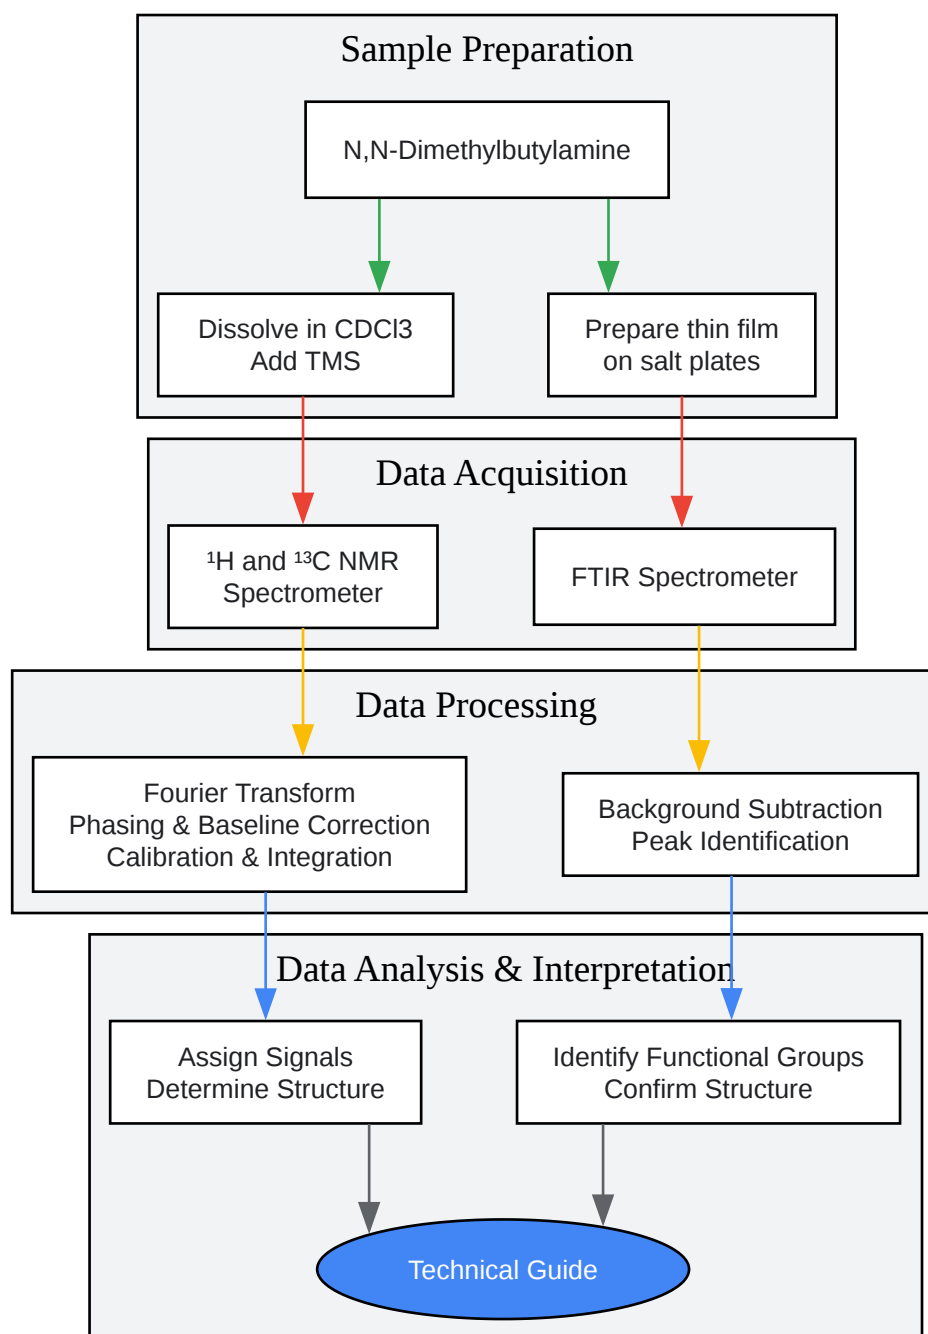 Sample Preparation
N,N-Dimethylbutylamine
Dissolve in CDCl3
Add TMS
Prepare thin film
on salt plates
Data Acquisition
¹H and ¹³C NMR
Spectrometer
FTIR Spectrometer
Data Processing
Fourier Transform
Phasing & Baseline Correction
Calibration & Integration
Background Subtraction
Peak Identification
Data Analysis & Interpretation
Assign Signals
Determine Structure
Identify Functional Groups
Confirm Structure
Technical Guide